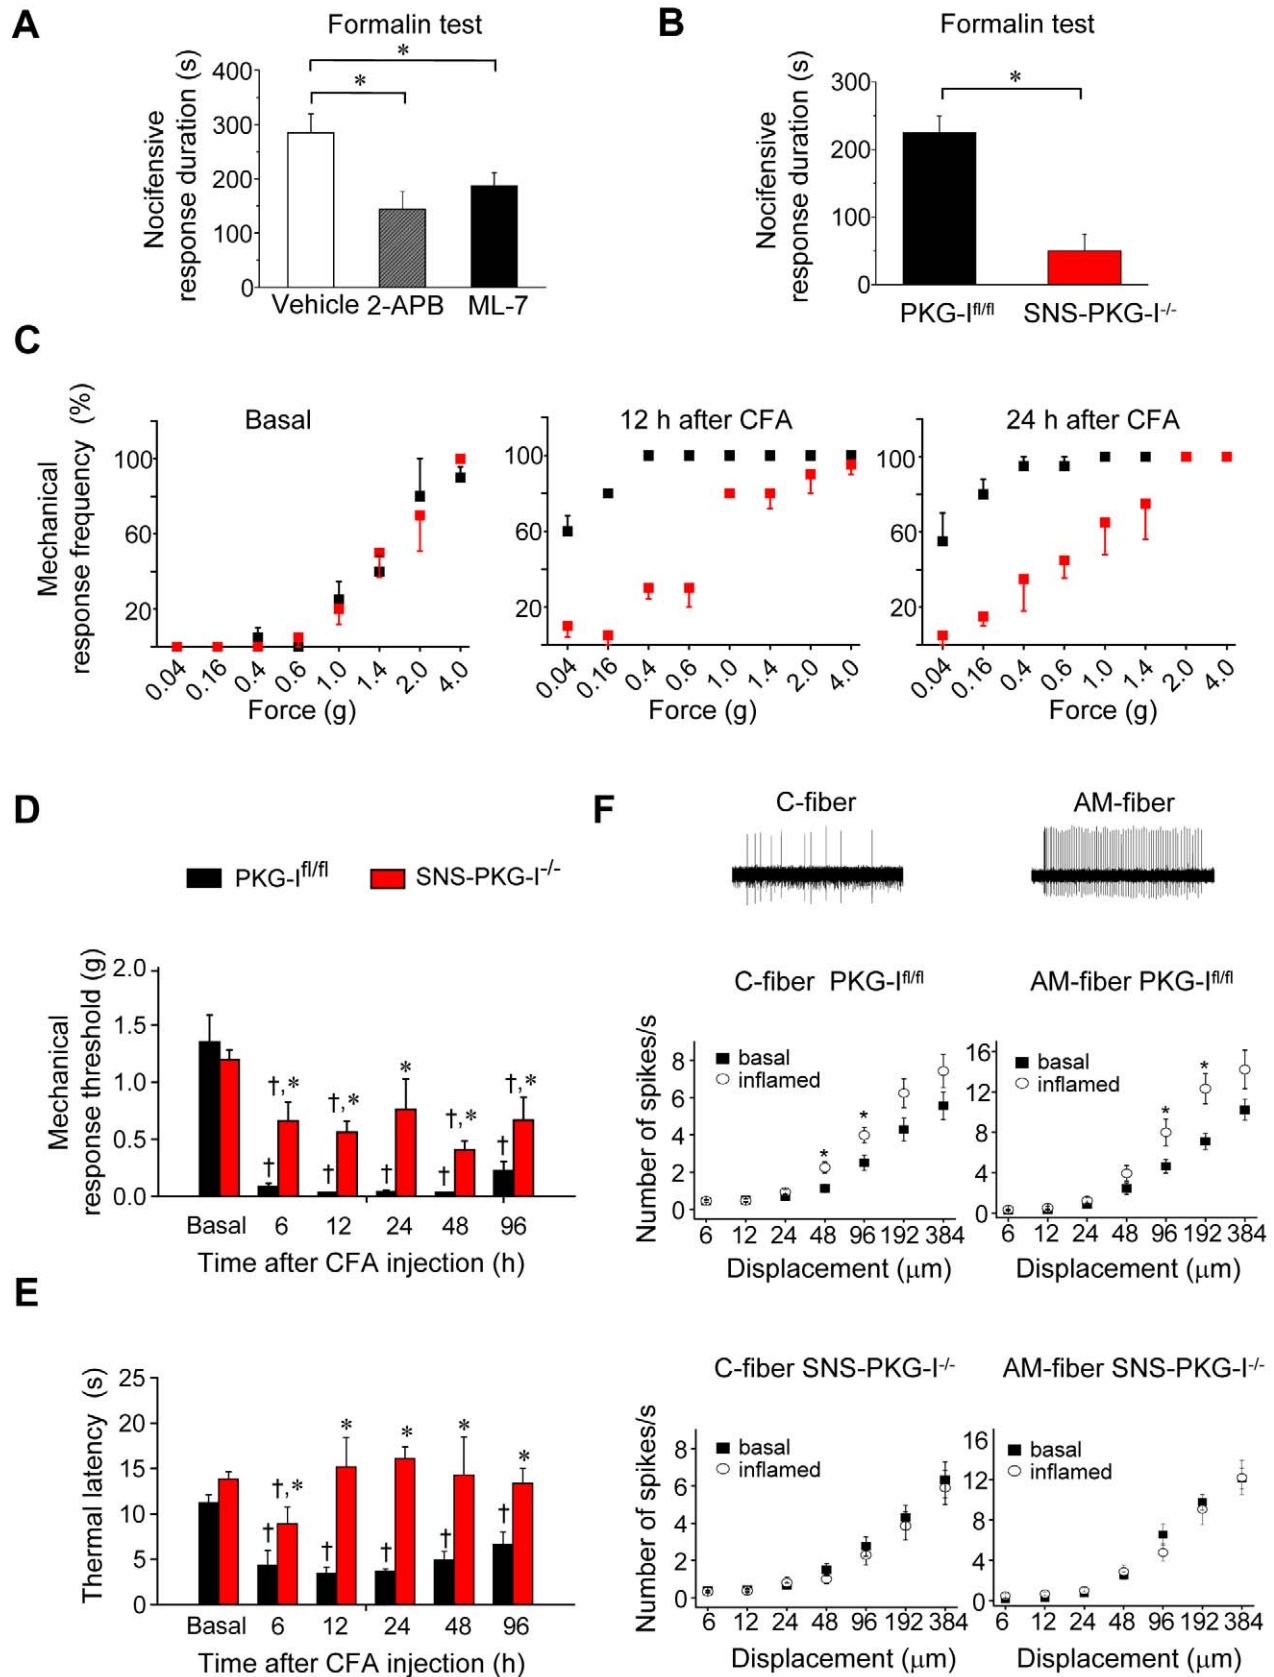 A
Formalin test
*
*
Nocifensive
response duration (s)
400
300
200
100
0
Vehicle 2-APB ML-7
B
Formalin test
*
Nocifensive
response duration (s)
300
200
100
0
PKG-Ifl/fl SNS-PKG-I-/-
C
Mechanical
response frequency (%)
Basal
100
60
20
0.04 0.16 0.4 0.6 1.0 1.4 2.0 4.0
Force (g)
12 h after CFA
100
60
20
0.04 0.16 0.4 0.6 1.0 1.4 2.0 4.0
Force (g)
24 h after CFA
100
60
20
0.04 0.16 0.4 0.6 1.0 1.4 2.0 4.0
Force (g)
D
PKG-Ifl/fl SNS-PKG-I-/-
Mechanical
response threshold (g)
2.0
1.5
1.0
0.5
0.0
† †,* † †,* † * † †,* † †,*
Basal 6 12 24 48 96
Time after CFA injection (h)
E
Thermal latency (s)
25
20
15
10
5
0
† †,* † * † * † * † *
Basal 6 12 24 48 96
Time after CFA injection (h)
F
C-fiber
AM-fiber
C-fiber PKG-Ifl/fl
Number of spikes/s
8
6
4
2
0
basal
inflamed
* *
6 12 24 48 96 192 384
Displacement (µm)
AM-fiber PKG-Ifl/fl
16
12
8
4
0
basal
inflamed
* *
6 12 24 48 96 192 384
Displacement (µm)
C-fiber SNS-PKG-I-/-
Number of spikes/s
8
6
4
2
0
basal
inflamed
6 12 24 48 96 192 384
Displacement (µm)
AM-fiber SNS-PKG-I-/-
16
12
8
4
0
basal
inflamed
6 12 24 48 96 192 384
Displacement (µm)